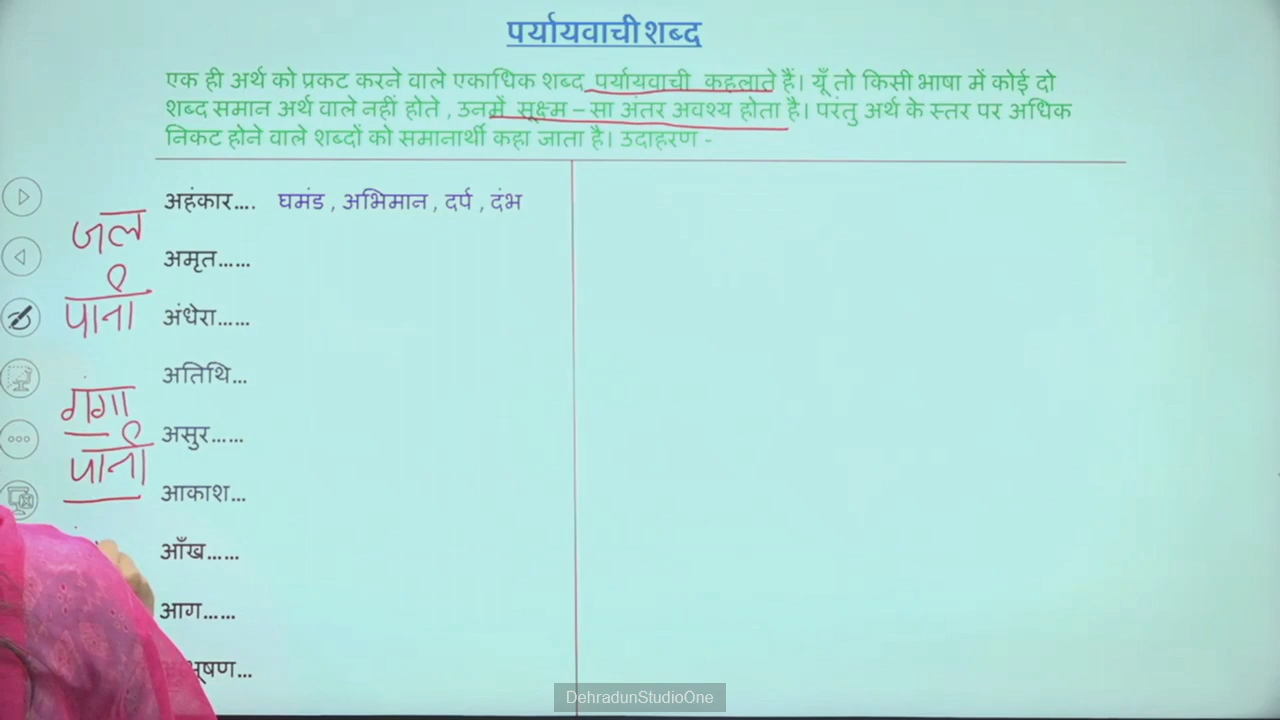 पर्यायवाची शब्द
एक ही अर्थ को प्रकट करने वाले एकाधिक शब्द पर्यायवाची कहलाते हैं। यूँ तो किसी भाषा में कोई दो
शब्द समान अर्थ वाले नहीं होते , उनमें सूक्ष्म – सा अंतर अवश्य होता है। परंतु अर्थ के स्तर पर अधिक
निकट होने वाले शब्दों को समानार्थी कहा जाता है। उदाहरण -
अहंकार.... घमंड , अभिमान , दर्प , दंभ
जल
अमृत......
पानी
अंधेरा......
अतिथि...
गंगा
असुर......
पानी
आकाश...
आँख......
आग......
DehradunStudioOne